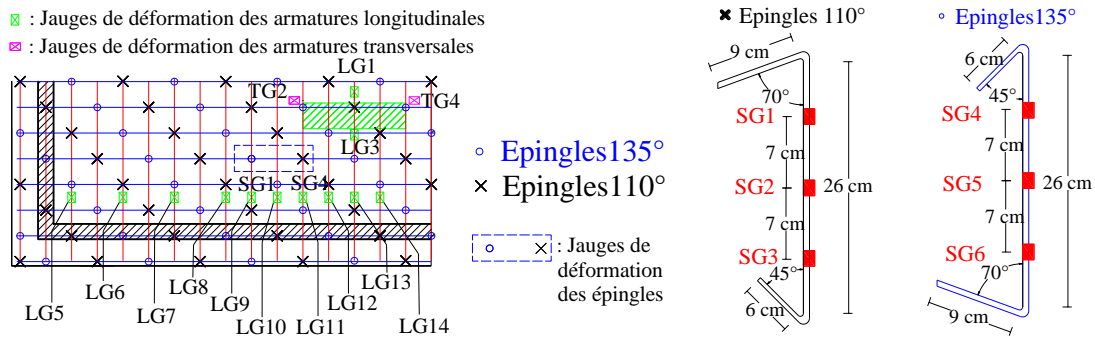 : Jauges de déformation des armatures longitudinales
: Jauges de déformation des armatures transversales
LG1
TG2
TG4
LG3
SG1
SG4
LG5
LG6
LG7
LG8
LG9
LG10
LG11
LG12
LG13
LG14
Epingles135°
Epingles110°
: Jauges de
déformation
des épingles
Epingles 110°
9 cm
70°
SG1
7 cm
SG2
26 cm
7 cm
SG3
45°
6 cm
Epingles135°
6 cm
45°
SG4
7 cm
SG5
26 cm
7 cm
SG6
70°
9 cm